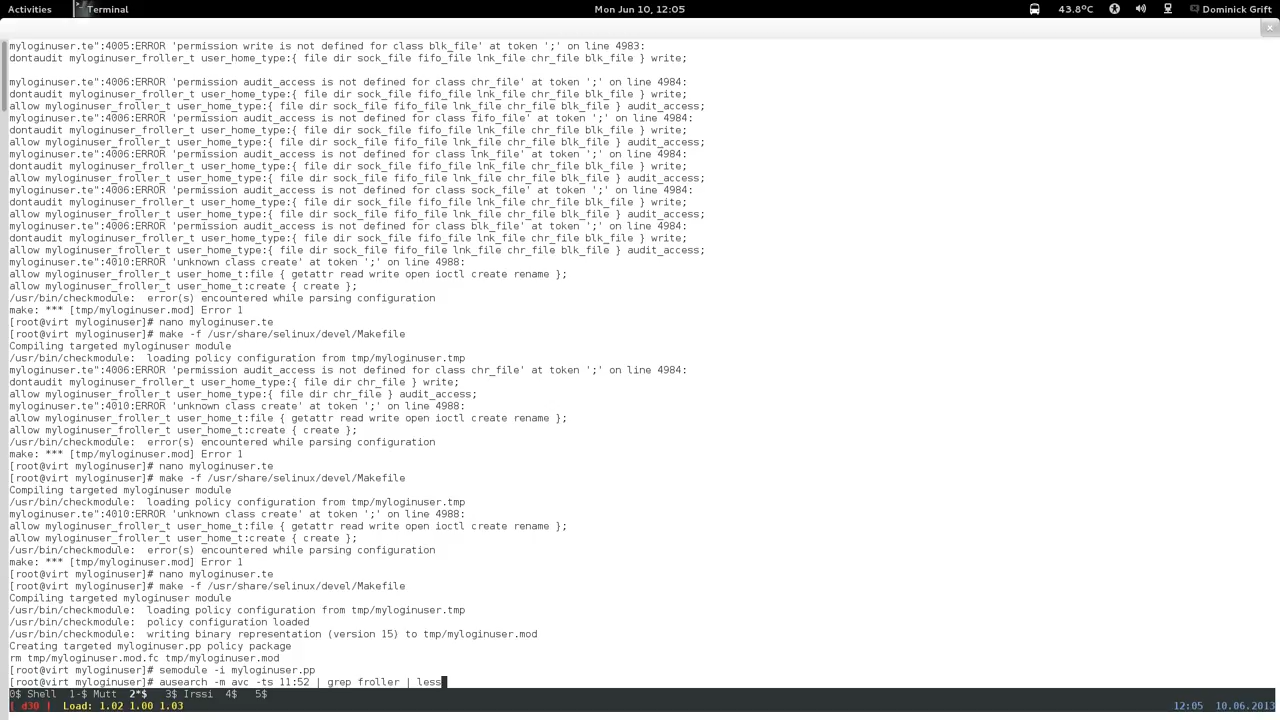 Activities
Terminal
Mon Jun 10, 12:05
43.8°C
Dominick Grift
myloginuser.te":4005:ERROR 'permission write is not defined for class blk_file' at token ';' on line 4983:
dontaudit myloginuser_froller_t user_home_type:{ file dir sock_file fifo_file lnk_file chr_file blk_file } write;
myloginuser.te":4006:ERROR 'permission audit_access is not defined for class chr_file' at token ';' on line 4984:
dontaudit myloginuser_froller_t user_home_type:{ file dir sock_file fifo_file lnk_file chr_file blk_file } write;
allow myloginuser_froller_t user_home_type:{ file dir sock_file fifo_file lnk_file chr_file blk_file } audit_access;
myloginuser.te":4006:ERROR 'permission audit_access is not defined for class fifo_file' at token ';' on line 4984:
dontaudit myloginuser_froller_t user_home_type:{ file dir sock_file fifo_file lnk_file chr_file blk_file } write;
allow myloginuser_froller_t user_home_type:{ file dir sock_file fifo_file lnk_file chr_file blk_file } audit_access;
myloginuser.te":4006:ERROR 'permission audit_access is not defined for class lnk_file' at token ';' on line 4984:
dontaudit myloginuser_froller_t user_home_type:{ file dir sock_file fifo_file lnk_file chr_file blk_file } write;
allow myloginuser_froller_t user_home_type:{ file dir sock_file fifo_file lnk_file chr_file blk_file } audit_access;
myloginuser.te":4006:ERROR 'permission audit_access is not defined for class sock_file' at token ';' on line 4984:
dontaudit myloginuser_froller_t user_home_type:{ file dir sock_file fifo_file lnk_file chr_file blk_file } write;
allow myloginuser_froller_t user_home_type:{ file dir sock_file fifo_file lnk_file chr_file blk_file } audit_access;
myloginuser.te":4006:ERROR 'permission audit_access is not defined for class blk_file' at token ';' on line 4984:
dontaudit myloginuser_froller_t user_home_type:{ file dir sock_file fifo_file lnk_file chr_file blk_file } write;
allow myloginuser_froller_t user_home_type:{ file dir sock_file fifo_file lnk_file chr_file blk_file } audit_access;
myloginuser.te":4010:ERROR 'unknown class create' at token ';' on line 4988:
allow myloginuser_froller_t user_home_t:file { getattr read write open ioctl create rename };
allow myloginuser_froller_t user_home_t:create { create };
/usr/bin/checkmodule:  error(s) encountered while parsing configuration
make: *** [tmp/myloginuser.mod] Error 1
[root@virt myloginuser]# nano myloginuser.te
[root@virt myloginuser]# make -f /usr/share/selinux/devel/Makefile
Compiling targeted myloginuser module
/usr/bin/checkmodule:  loading policy configuration from tmp/myloginuser.tmp
myloginuser.te":4006:ERROR 'permission audit_access is not defined for class chr_file' at token ';' on line 4984:
dontaudit myloginuser_froller_t user_home_type:{ file dir chr_file } write;
allow myloginuser_froller_t user_home_type:{ file dir chr_file } audit_access;
myloginuser.te":4010:ERROR 'unknown class create' at token ';' on line 4988:
allow myloginuser_froller_t user_home_t:file { getattr read write open ioctl create rename };
allow myloginuser_froller_t user_home_t:create { create };
/usr/bin/checkmodule:  error(s) encountered while parsing configuration
make: *** [tmp/myloginuser.mod] Error 1
[root@virt myloginuser]# nano myloginuser.te
[root@virt myloginuser]# make -f /usr/share/selinux/devel/Makefile
Compiling targeted myloginuser module
/usr/bin/checkmodule:  loading policy configuration from tmp/myloginuser.tmp
myloginuser.te":4010:ERROR 'unknown class create' at token ';' on line 4988:
allow myloginuser_froller_t user_home_t:file { getattr read write open ioctl create rename };
allow myloginuser_froller_t user_home_t:create { create };
/usr/bin/checkmodule:  error(s) encountered while parsing configuration
make: *** [tmp/myloginuser.mod] Error 1
[root@virt myloginuser]# nano myloginuser.te
[root@virt myloginuser]# make -f /usr/share/selinux/devel/Makefile
Compiling targeted myloginuser module
/usr/bin/checkmodule:  loading policy configuration from tmp/myloginuser.tmp
/usr/bin/checkmodule:  policy configuration loaded
/usr/bin/checkmodule:  writing binary representation (version 15) to tmp/myloginuser.mod
Creating targeted myloginuser.pp policy package
rm tmp/myloginuser.mod.fc tmp/myloginuser.mod
[root@virt myloginuser]# semodule -i myloginuser.pp
[root@virt myloginuser]# ausearch -m avc -ts 11:52 | grep froller | less
0$ Shell  1-$ Mutt  2*$  3$ Irssi  4$  5$
| d30 |  Load: 1.02 1.00 1.03  12:05  10.06.2013